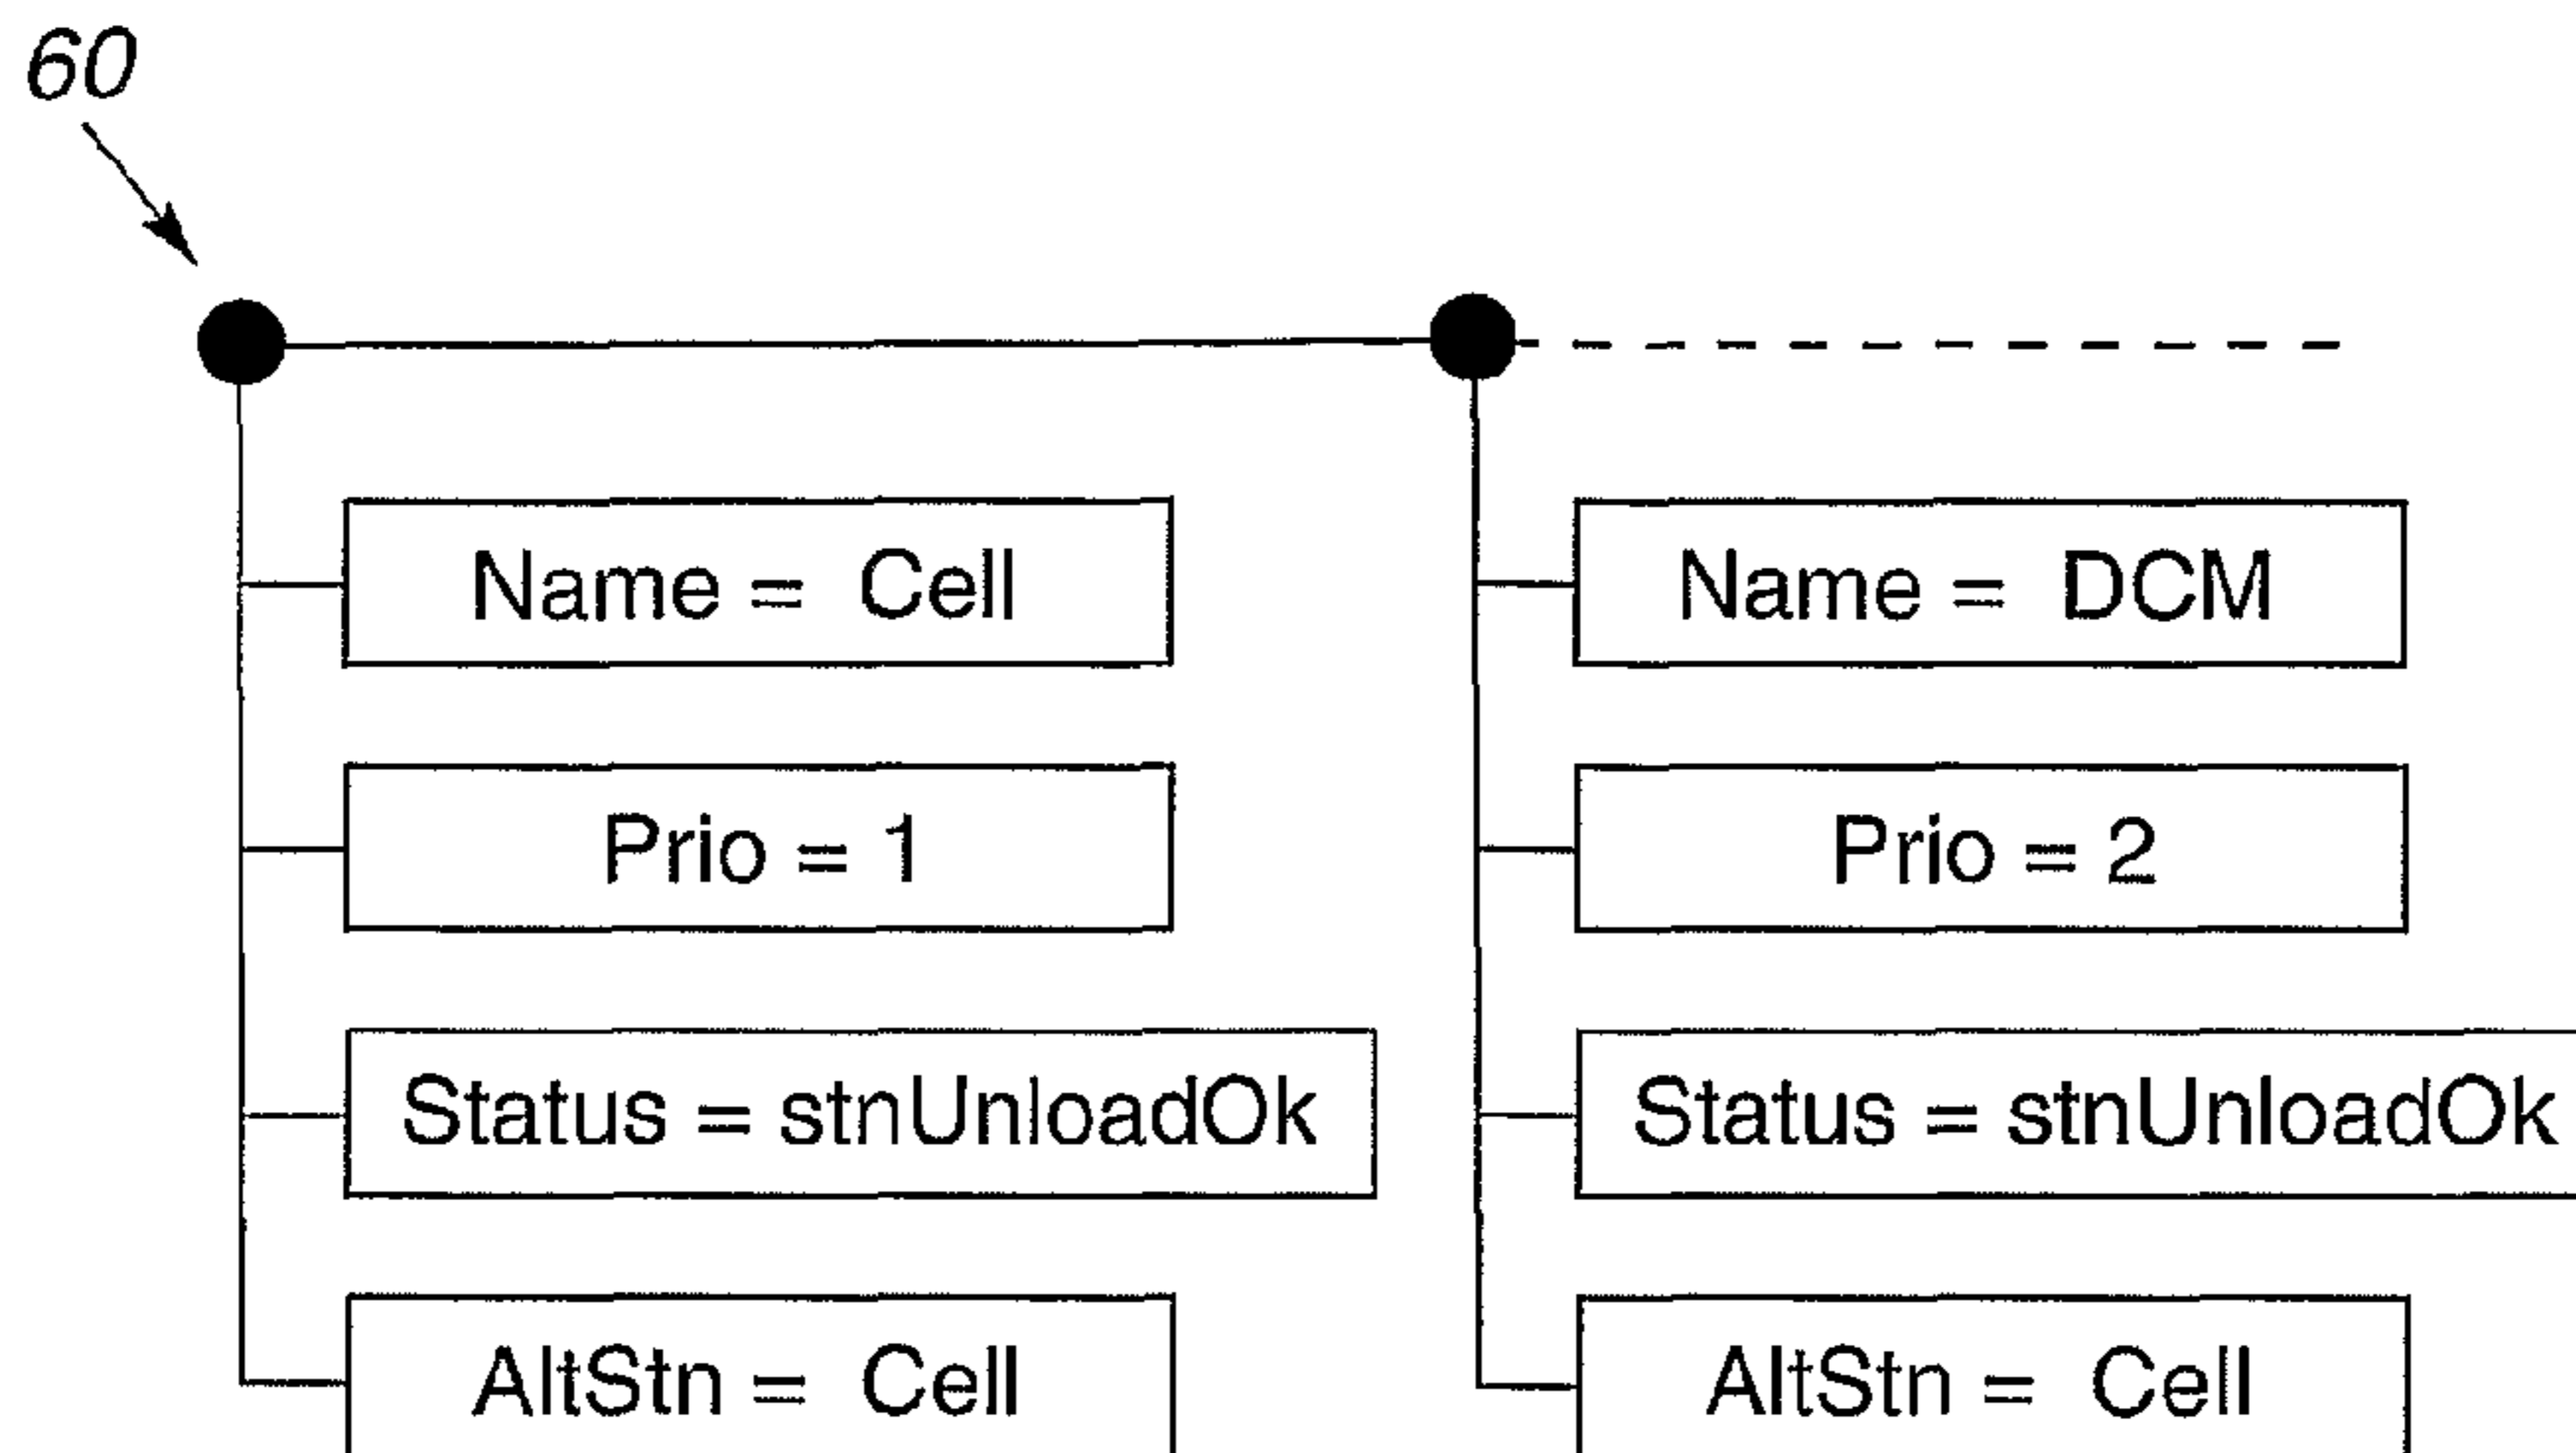 60
Name = Cell
Name = DCM
Prio = 1
Prio = 2
Status = stnUnloadOk
Status = stnUnloadOk
AltStn = Cell
AltStn = Cell